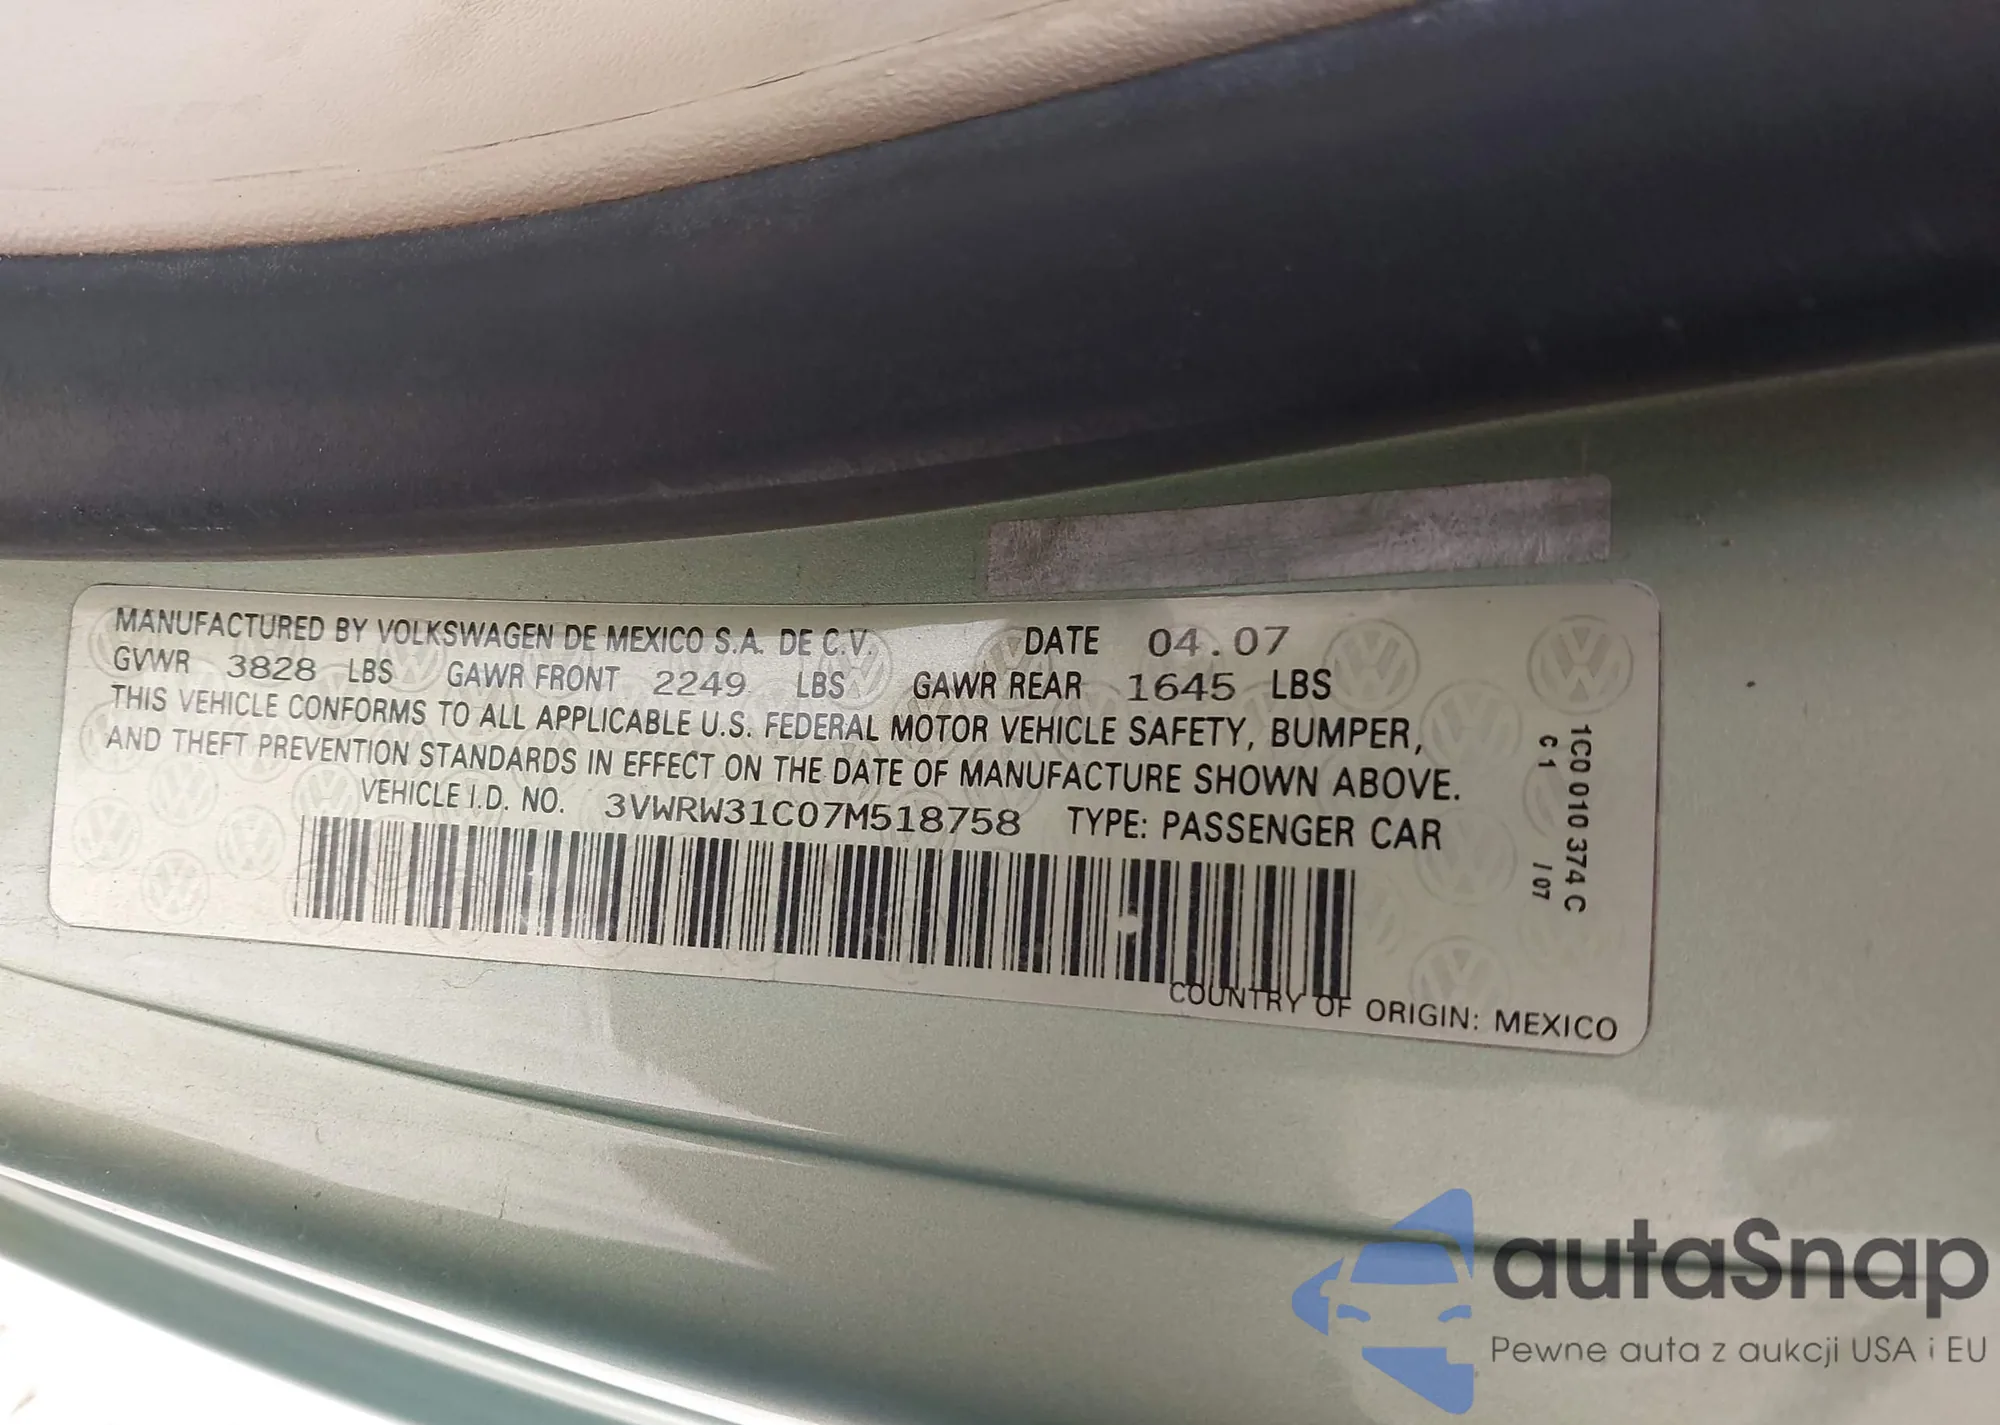 MANUFACTURED BY VOLKSWAGEN DE MEXICO S.A. DE C.V. DATE 04.07
GVWR 3828 LBS GAWR FRONT 2249 LBS GAWR REAR 1645 LBS
THIS VEHICLE CONFORMS TO ALL APPLICABLE U.S. FEDERAL MOTOR VEHICLE SAFETY, BUMPER,
AND THEFT PREVENTION STANDARDS IN EFFECT ON THE DATE OF MANUFACTURE SHOWN ABOVE.
VEHICLE I.D. NO. 3VWRW31C07M518758 TYPE: PASSENGER CAR
COUNTRY OF ORIGIN: MEXICO
1C0 010 374 C
C 1 / 07
autaSnap
Pewne auta z aukcji USA i EU